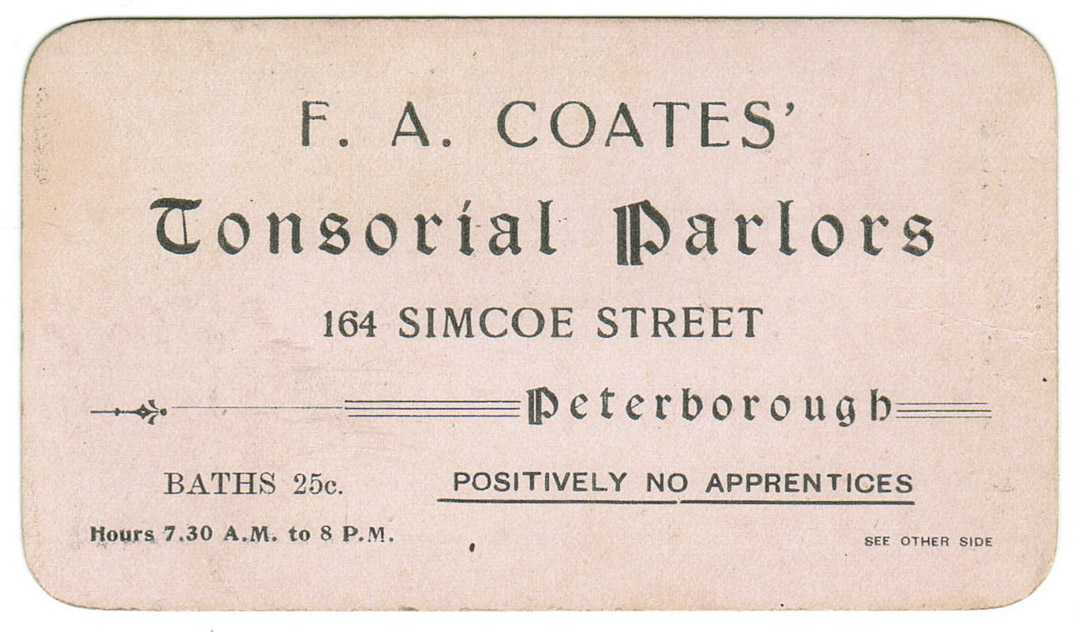 F. A. COATES'
Tonsorial Parlors
164 SIMCOE STREET
Peterborough
BATHS 25c.
POSITIVELY NO APPRENTICES
Hours 7.30 A.M. to 8 P.M.
SEE OTHER SIDE